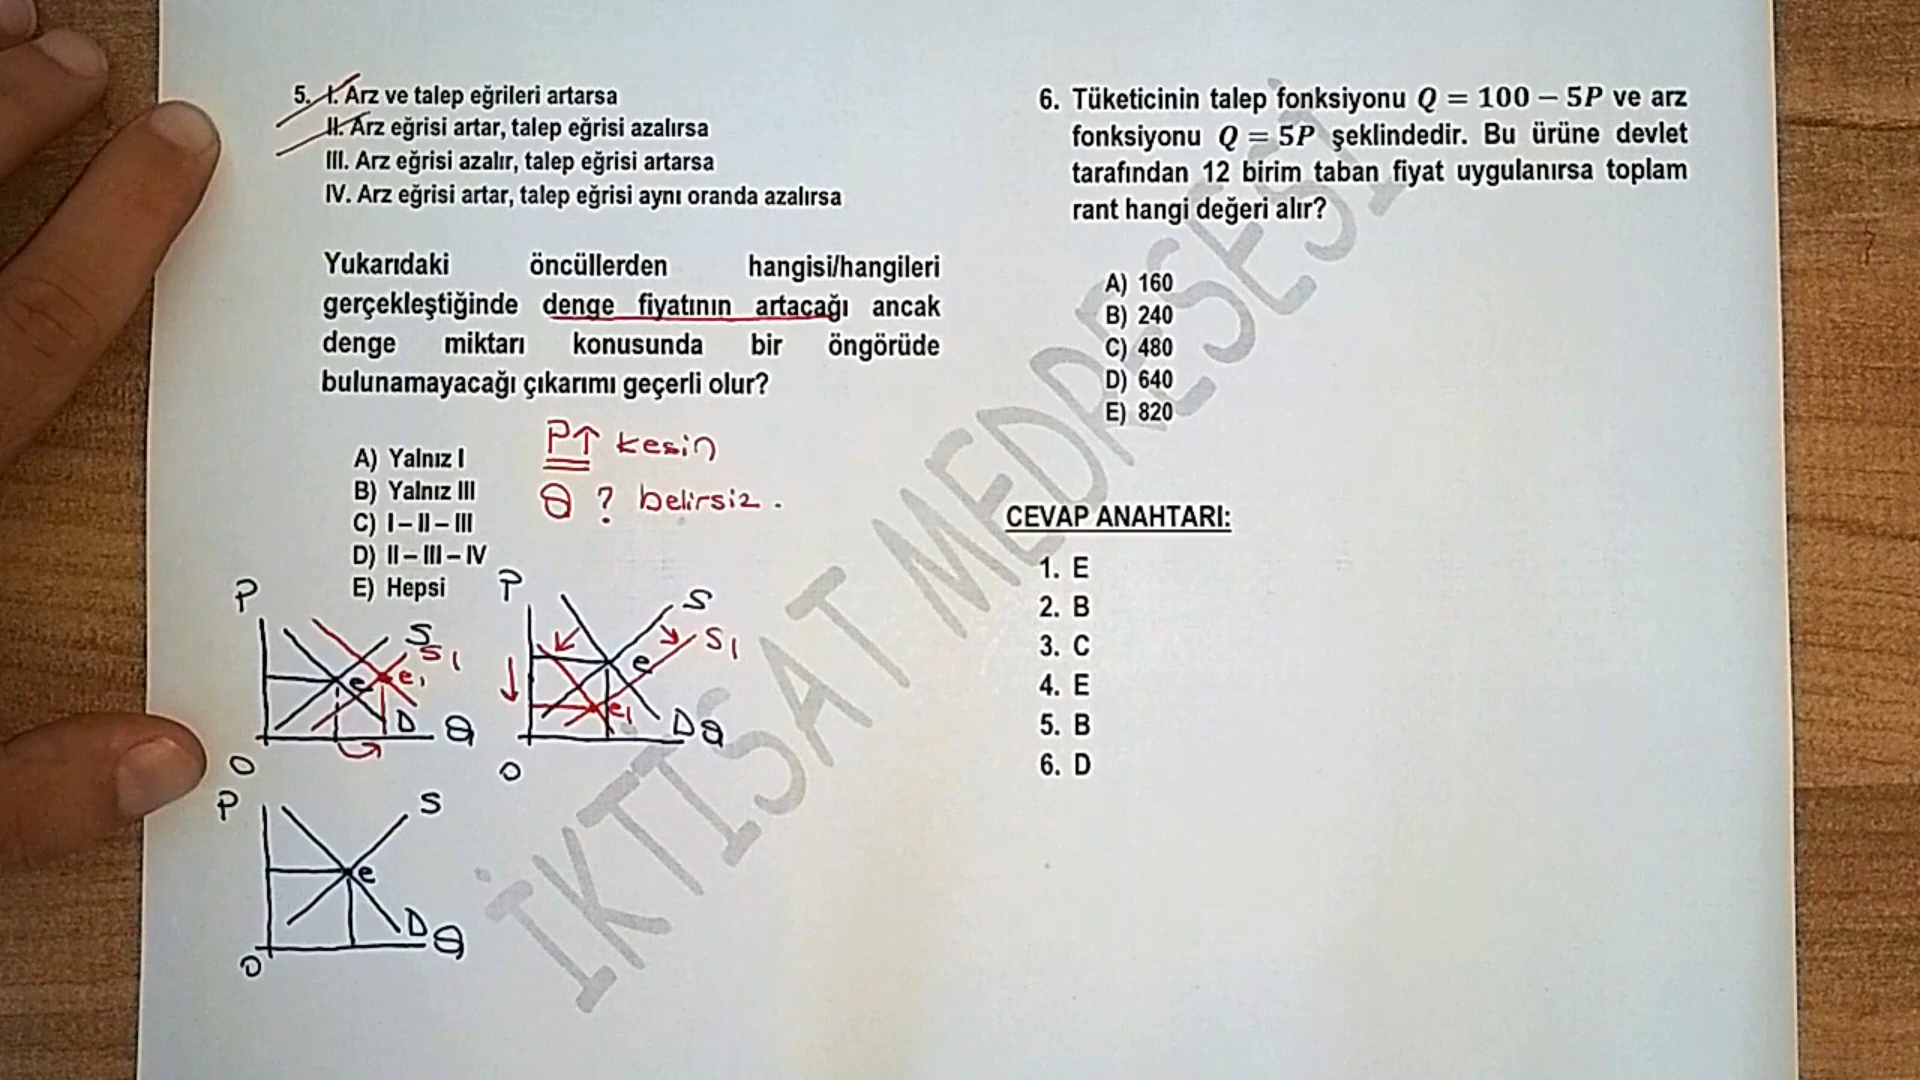 5. I. Arz ve talep eğrileri artarsa
II. Arz eğrisi artar, talep eğrisi azalırsa
III. Arz eğrisi azalır, talep eğrisi artarsa
IV. Arz eğrisi artar, talep eğrisi aynı oranda azalırsa
Yukarıdaki öncüllerden hangisi/hangileri
gerçekleştiğinde denge fiyatının artacağı ancak
denge miktarı konusunda bir öngörüde
bulunamayacağı çıkarımı geçerli olur?
A) Yalnız I
B) Yalnız III
C) I – II – III
D) II – III – IV
E) Hepsi
P↑ kesin
Q ? belirsiz .
P
S
S1
e
e1
D
Q
O
P
S
S1
e
e1
D
Q
O
P
S
e
D
Q
O
6. Tüketicinin talep fonksiyonu Q = 100 – 5P ve arz
fonksiyonu Q = 5P şeklindedir. Bu ürüne devlet
tarafından 12 birim taban fiyat uygulanırsa toplam
rant hangi değeri alır?
A) 160
B) 240
C) 480
D) 640
E) 820
CEVAP ANAHTARI:
1. E
2. B
3. C
4. E
5. B
6. D
İKTİSAT MEDRESESİ